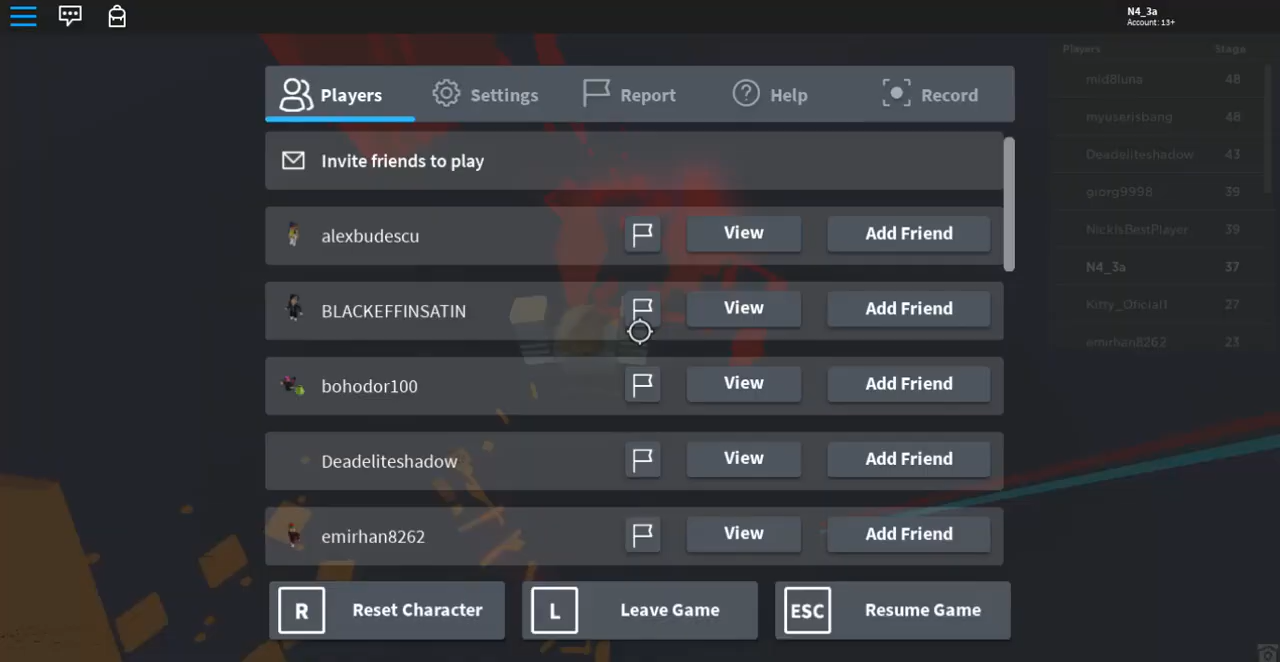 N4_3a
Account: 13+
Players Settings Report Help Record
Invite friends to play
alexbudescu View Add Friend
BLACKEFFINSATIN View Add Friend
bohodor100 View Add Friend
Deadeliteshadow View Add Friend
emirhan8262 View Add Friend
R Reset Character L Leave Game ESC Resume Game
Players Stage
mid8luna 48
myuserisbang 48
Deadeliteshadow 43
giorg9998 39
NickIsBestPlayer 39
N4_3a 37
Kitty_Oficial1 27
emirhan8262 23